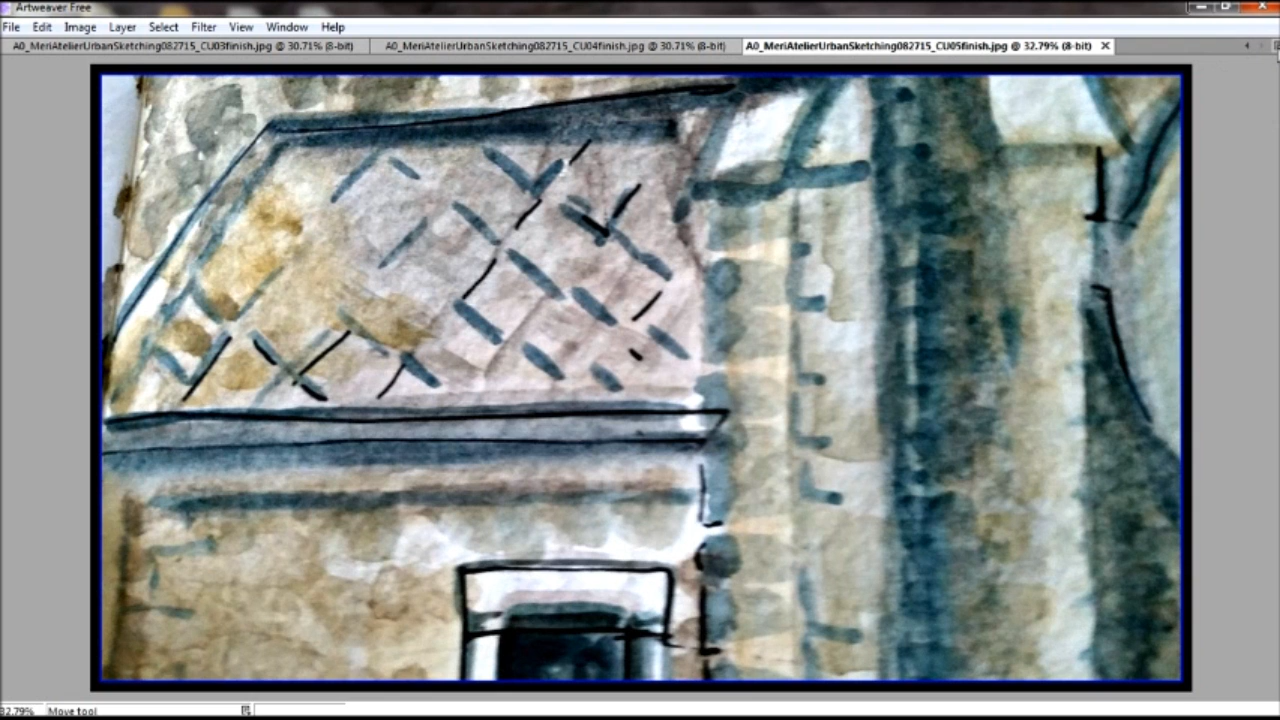 Artweaver Free
File Edit Image Layer Select Filter View Window Help
A0_MeriAtelierUrbanSketching082715_CU03finish.jpg @ 30.71% (8-bit) A0_MeriAtelierUrbanSketching082715_CU04finish.jpg @ 30.71% (8-bit) A0_MeriAtelierUrbanSketching082715_CU05finish.jpg @ 32.79% (8-bit)
32.79% Move tool